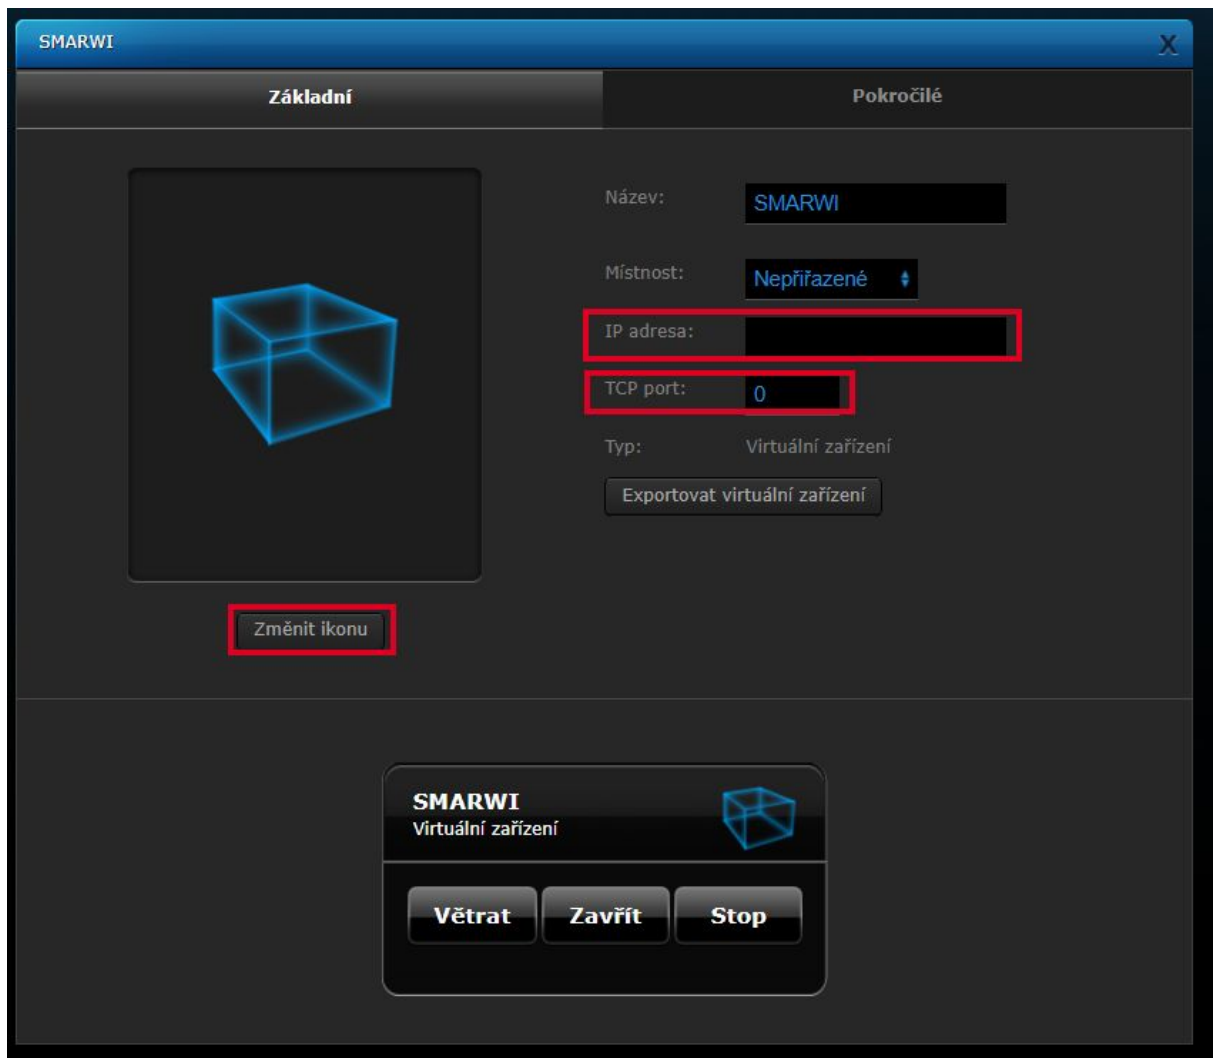 SMARWI X
Základní Pokročilé
Název: SMARWI
Místnost: Nepřiřazené
IP adresa:
TCP port: 0
Typ: Virtuální zařízení
Exportovat virtuální zařízení
Změnit ikonu
SMARWI
Virtuální zařízení
Větrat Zavřít Stop